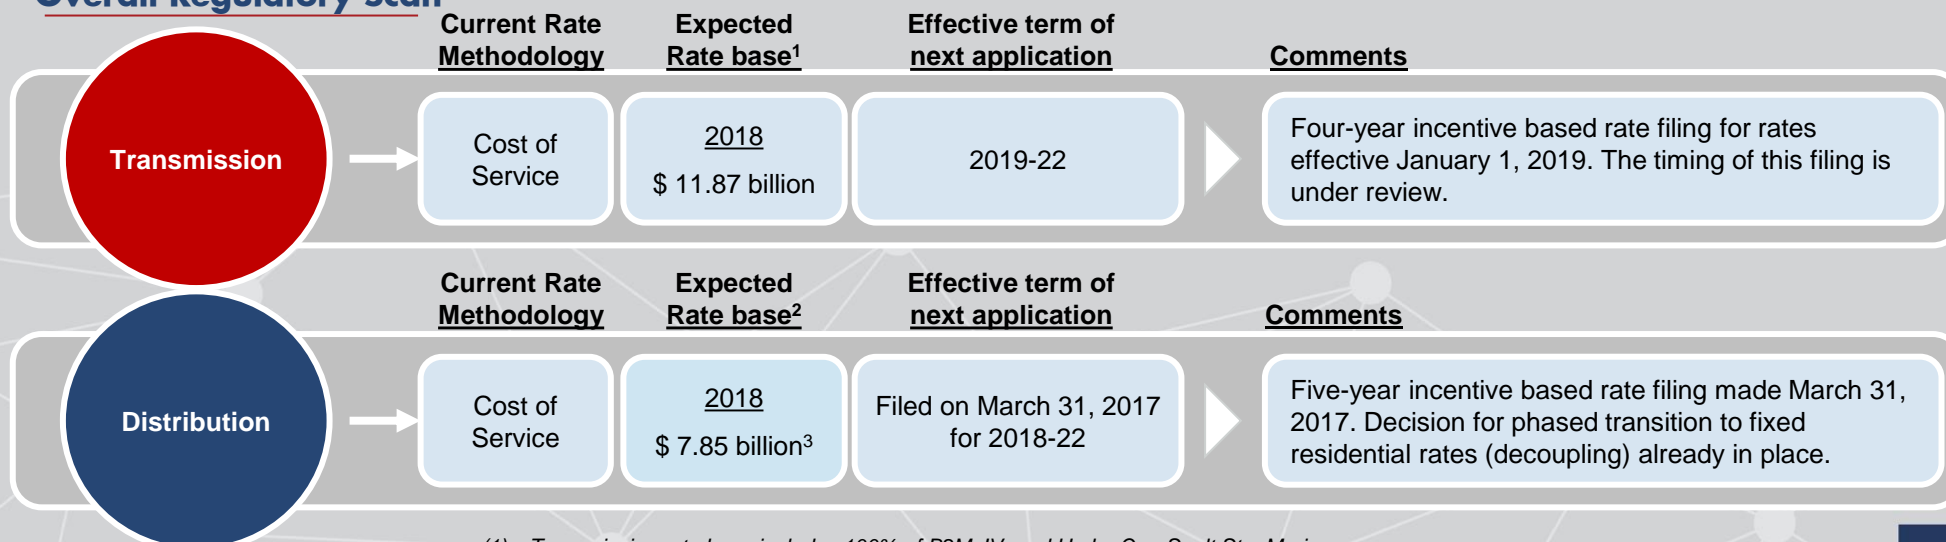 Overall Regulatory Scan
Current Rate
Methodology
Expected
Rate base1
Effective term of
next application
Comments
Transmission
Cost of
Service
2018
$ 11.87 billion
2019-22
Four-year incentive based rate filing for rates
effective January 1, 2019. The timing of this filing is
under review.
Current Rate
Methodology
Expected
Rate base2
Effective term of
next application
Comments
Distribution
Cost of
Service
2018
$ 7.85 billion3
Filed on March 31, 2017
for 2018-22
Five-year incentive based rate filing made March 31,
2017. Decision for phased transition to fixed
residential rates (decoupling) already in place.